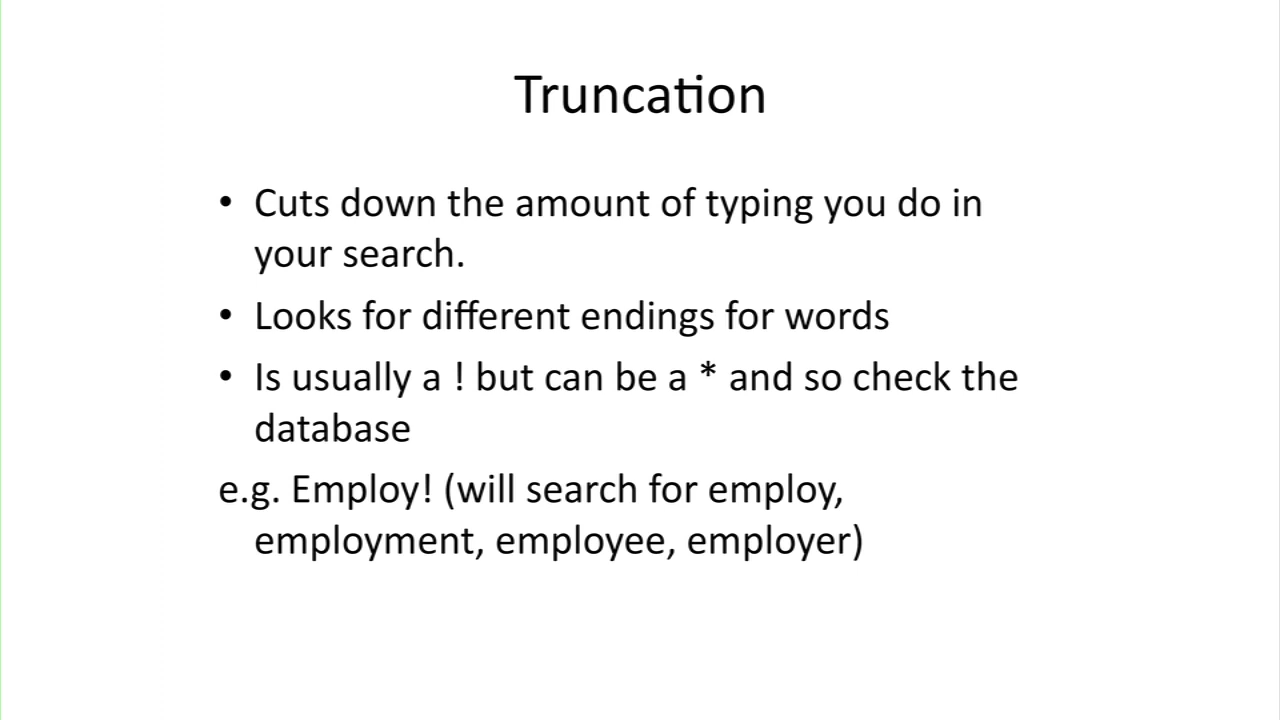 Truncation
• Cuts down the amount of typing you do in
your search.
• Looks for different endings for words
• Is usually a ! but can be a * and so check the
database
e.g. Employ! (will search for employ,
employment, employee, employer)